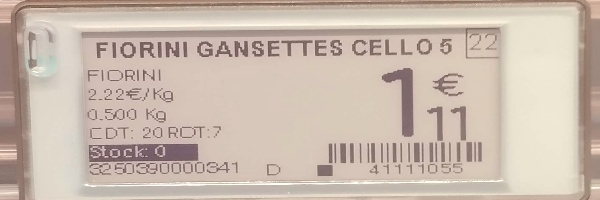 FIORINI GANSETTES CELLO 5 22
FIORINI
2.22€/Kg
0.500 Kg
CDT: 20 ROT:7
Stock: 0
3250390000341 D 41111055
1 €
11